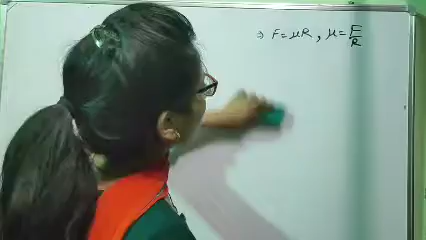 ⇒ F = μR , μ = F/R